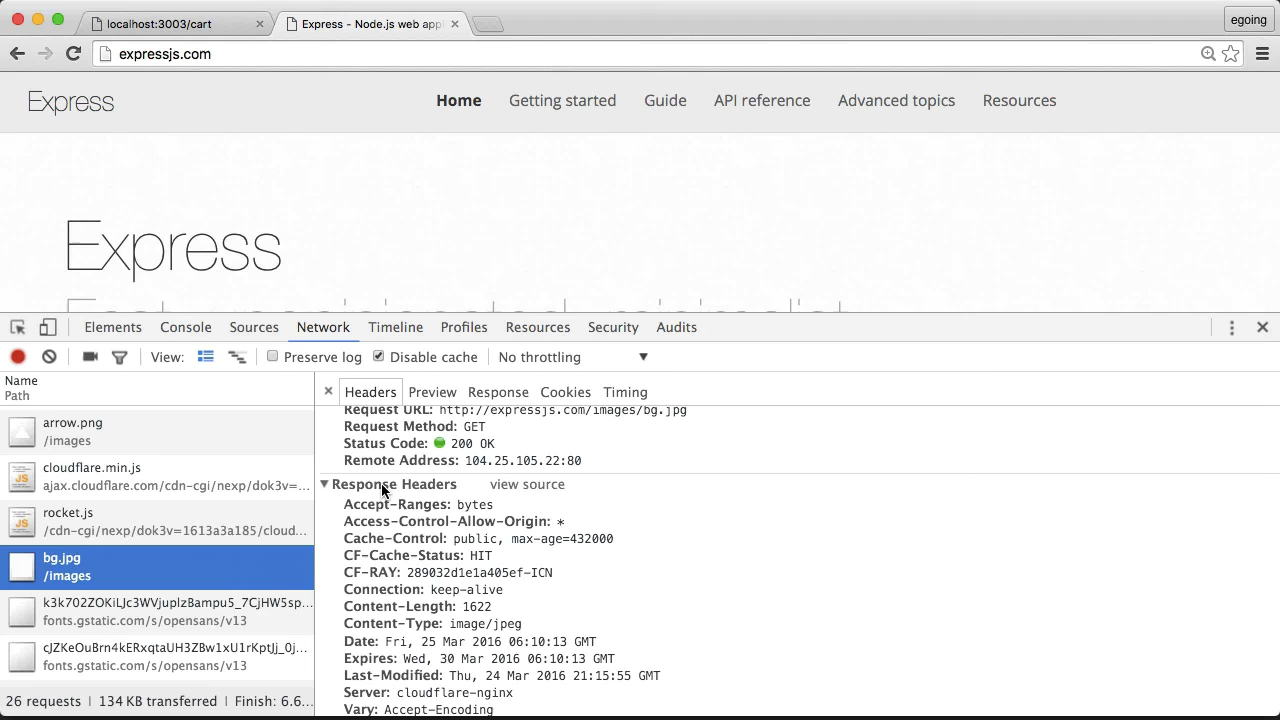 localhost:3003/cart
Express - Node.js web app
egoing
expressjs.com
Express
Home Getting started Guide API reference Advanced topics Resources
Express
Elements Console Sources Network Timeline Profiles Resources Security Audits
View: Preserve log Disable cache No throttling
Name
Path
Headers Preview Response Cookies Timing
arrow.png
/images
cloudflare.min.js
ajax.cloudflare.com/cdn-cgi/nexp/dok3v=...
rocket.js
/cdn-cgi/nexp/dok3v=1613a3a185/cloud...
bg.jpg
/images
k3k702ZOKiLJc3WVjuplzBampu5_7CjHW5sp...
fonts.gstatic.com/s/opensans/v13
cJZKeOuBrn4kERxqtaUH3ZBw1xU1rKptJj_0j...
fonts.gstatic.com/s/opensans/v13
26 requests | 134 KB transferred | Finish: 6.6...
Request URL: http://expressjs.com/images/bg.jpg
Request Method: GET
Status Code: 200 OK
Remote Address: 104.25.105.22:80
Response Headers view source
Accept-Ranges: bytes
Access-Control-Allow-Origin: *
Cache-Control: public, max-age=432000
CF-Cache-Status: HIT
CF-RAY: 289032d1e1a405ef-ICN
Connection: keep-alive
Content-Length: 1622
Content-Type: image/jpeg
Date: Fri, 25 Mar 2016 06:10:13 GMT
Expires: Wed, 30 Mar 2016 06:10:13 GMT
Last-Modified: Thu, 24 Mar 2016 21:15:55 GMT
Server: cloudflare-nginx
Vary: Accept-Encoding